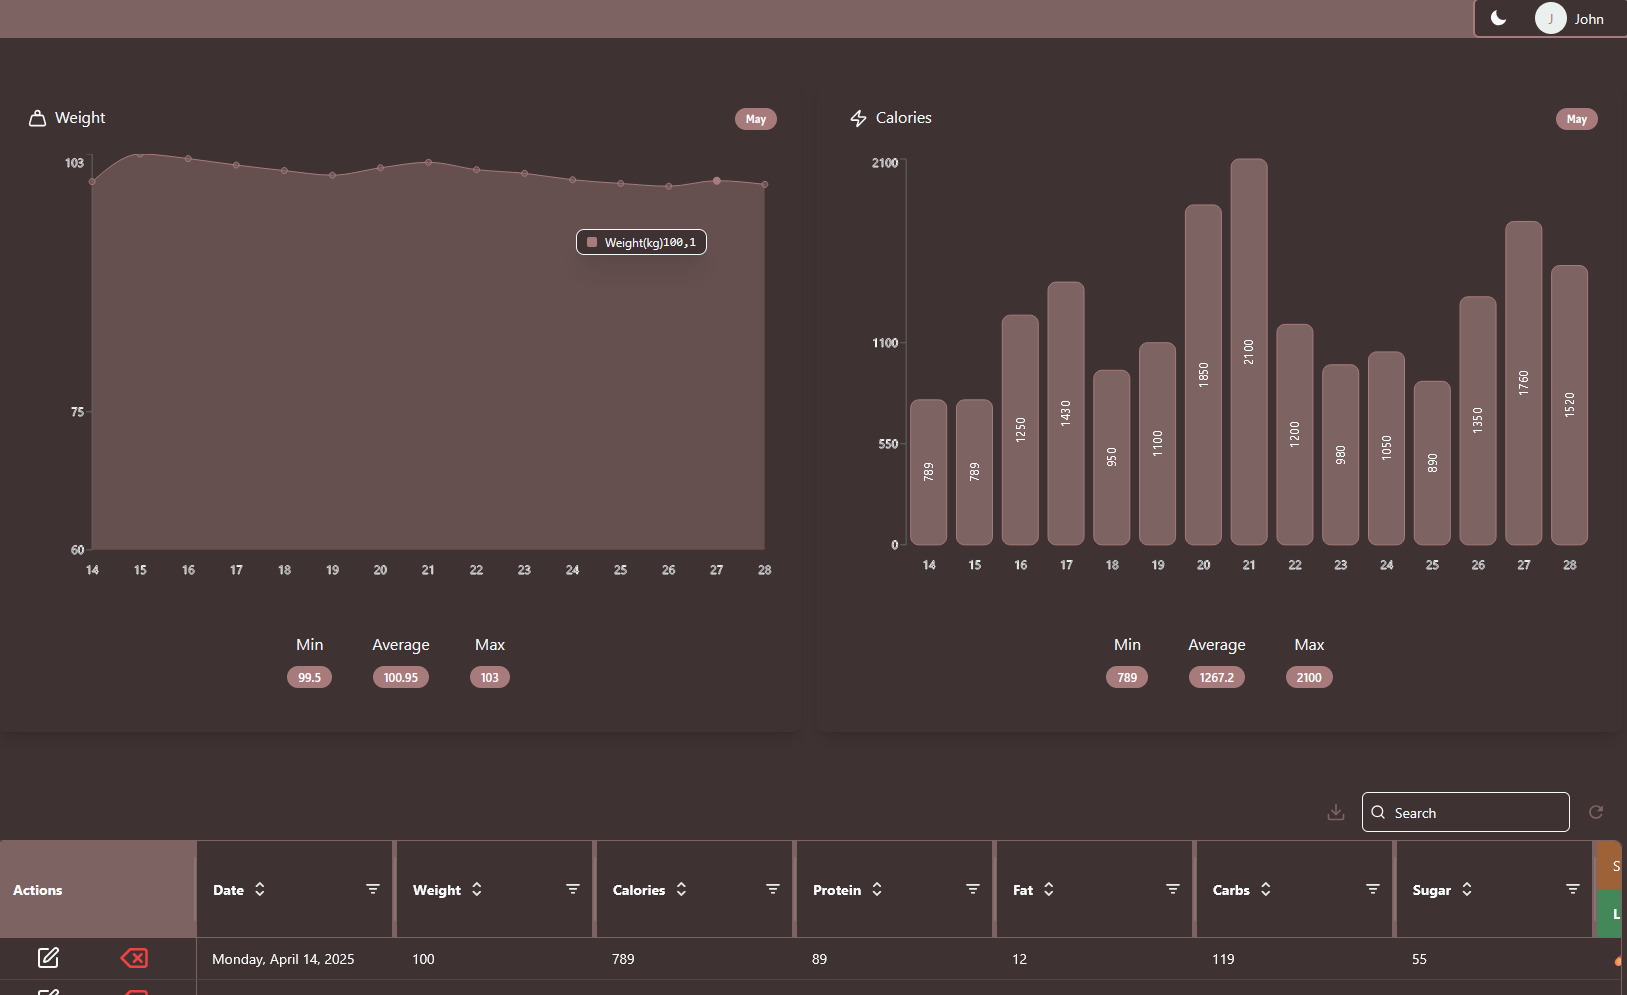 J John
Weight May
103
75
60
14 15 16 17 18 19 20 21 22 23 24 25 26 27 28
Weight(kg)100,1
Min Average Max
99.5 100.95 103
Calories May
2100
1100
550
0
789 789 1250 1430 950 1100 1850 2100 1200 980 1050 890 1350 1760 1520
14 15 16 17 18 19 20 21 22 23 24 25 26 27 28
Min Average Max
789 1267.2 2100
Search
Actions Date Weight Calories Protein Fat Carbs Sugar S
L
Monday, April 14, 2025 100 789 89 12 119 55